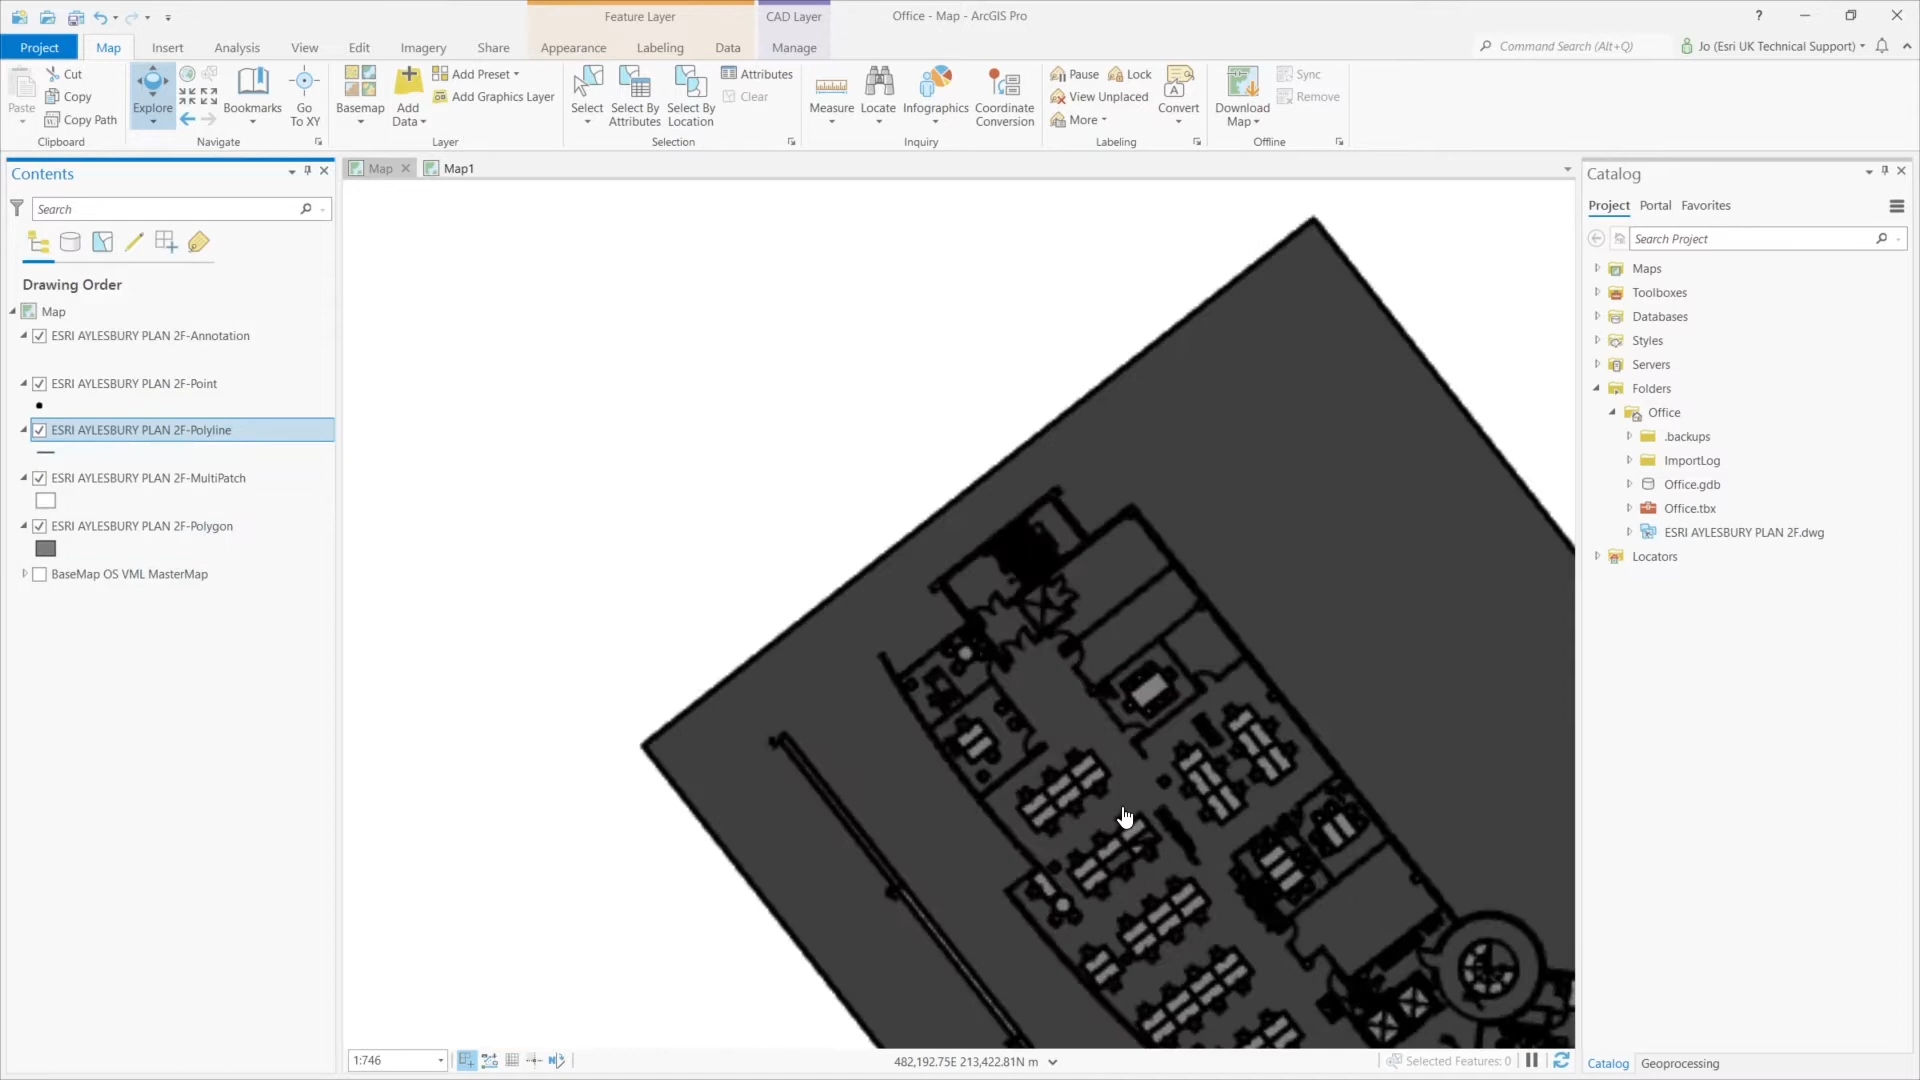 Feature Layer
CAD Layer
Office - Map - ArcGIS Pro
?
Project
Map
Insert
Analysis
View
Edit
Imagery
Share
Appearance
Labeling
Data
Manage
Command Search (Alt+Q)
Jo (Esri UK Technical Support)
Paste
Cut
Copy
Copy Path
Clipboard
Explore
Bookmarks
Go To XY
Navigate
Basemap
Add Data
Add Preset
Add Graphics Layer
Layer
Select
Select By Attributes
Select By Location
Attributes
Clear
Selection
Measure
Locate
Infographics
Coordinate Conversion
Inquiry
Pause
Lock
View Unplaced
More
Convert
Labeling
Download Map
Sync
Remove
Offline
Contents
Search
Drawing Order
Map
ESRI AYLESBURY PLAN 2F-Annotation
ESRI AYLESBURY PLAN 2F-Point
ESRI AYLESBURY PLAN 2F-Polyline
ESRI AYLESBURY PLAN 2F-MultiPatch
ESRI AYLESBURY PLAN 2F-Polygon
BaseMap OS VML MasterMap
Map
Map1
1:746
482,192.75E 213,422.81N m
Selected Features: 0
Catalog
Project
Portal
Favorites
Search Project
Maps
Toolboxes
Databases
Styles
Servers
Folders
Office
.backups
ImportLog
Office.gdb
Office.tbx
ESRI AYLESBURY PLAN 2F.dwg
Locators
Catalog
Geoprocessing